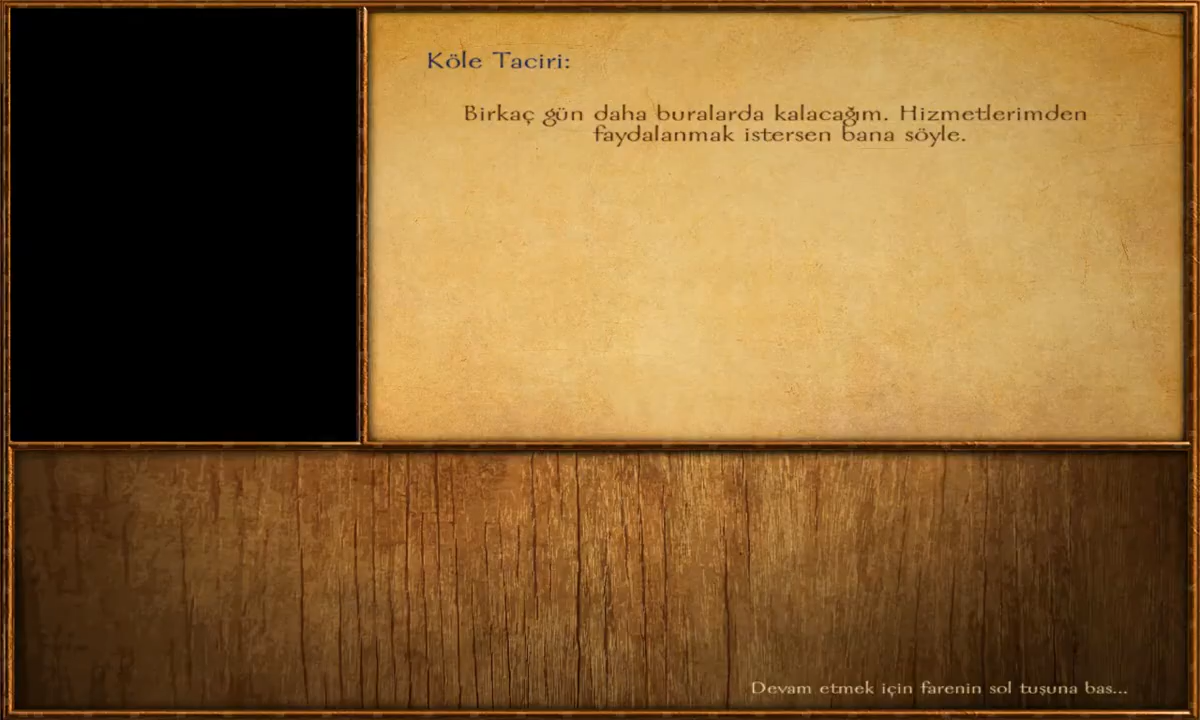 Köle Taciri:
Birkaç gün daha buralarda kalacağım. Hizmetlerimden
faydalanmak istersen bana söyle.
Devam etmek için farenin sol tuşuna bas...